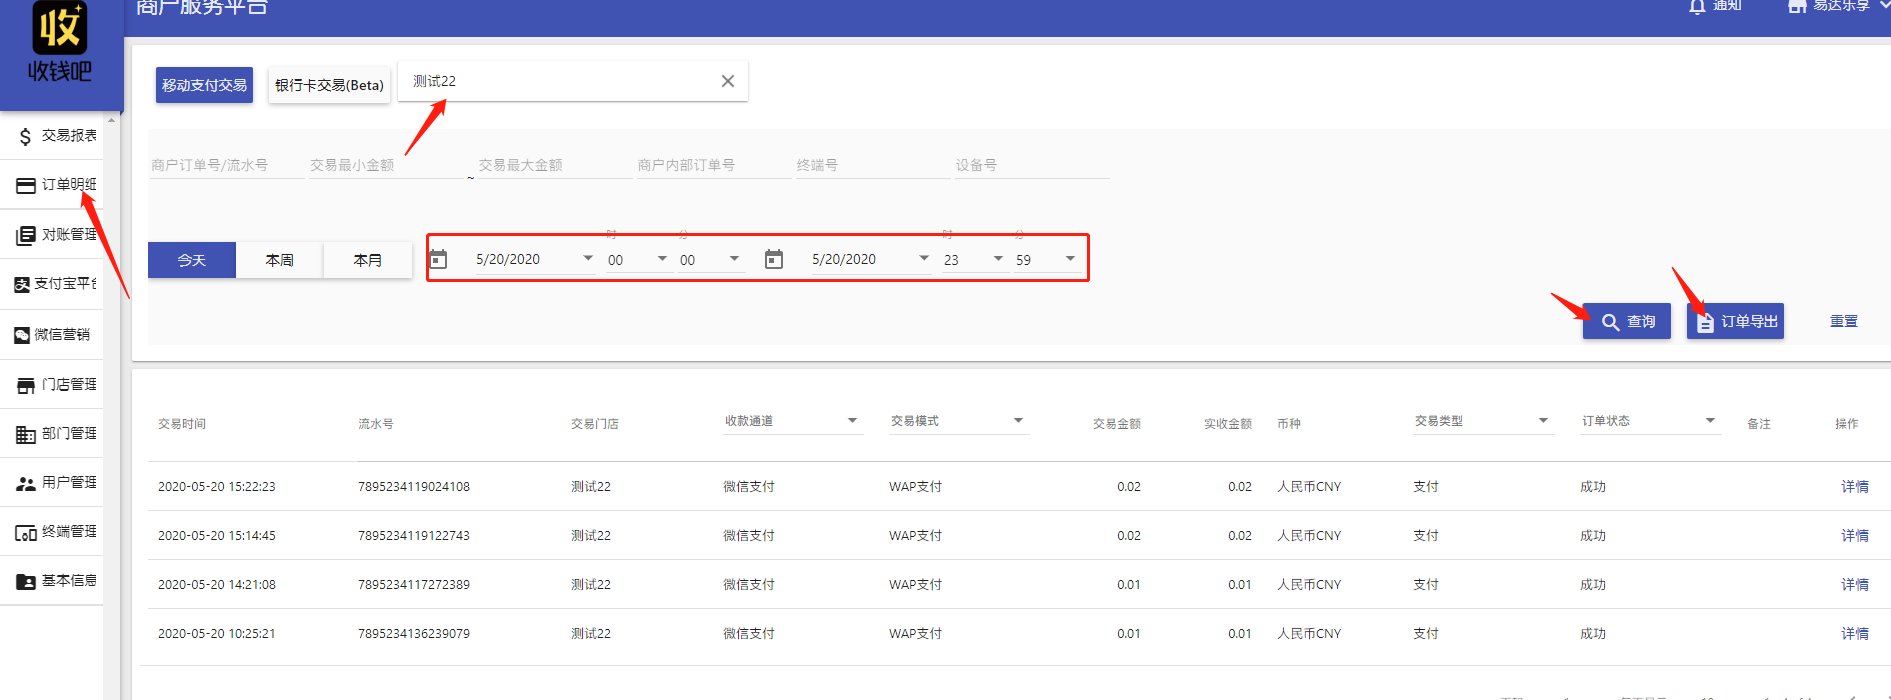 商户服务平台
通知
易达乐享
收
收钱吧
移动支付交易
银行卡交易(Beta)
测试22
交易报表
订单明细
对账管理
支付宝平台
微信营销
门店管理
部门管理
用户管理
终端管理
基本信息
商户订单号/流水号
交易最小金额
~
交易最大金额
商户内部订单号
终端号
设备号
今天
本周
本月
5/20/2020
时
00
分
00
5/20/2020
时
23
分
59
查询
订单导出
重置
交易时间 流水号 交易门店 收款通道 交易模式 交易金额 实收金额 币种 交易类型 订单状态 备注 操作
2020-05-20 15:22:23 7895234119024108 测试22 微信支付 WAP支付 0.02 0.02 人民币CNY 支付 成功 详情
2020-05-20 15:14:45 7895234119122743 测试22 微信支付 WAP支付 0.02 0.02 人民币CNY 支付 成功 详情
2020-05-20 14:21:08 7895234117272389 测试22 微信支付 WAP支付 0.01 0.01 人民币CNY 支付 成功 详情
2020-05-20 10:25:21 7895234136239079 测试22 微信支付 WAP支付 0.01 0.01 人民币CNY 支付 成功 详情